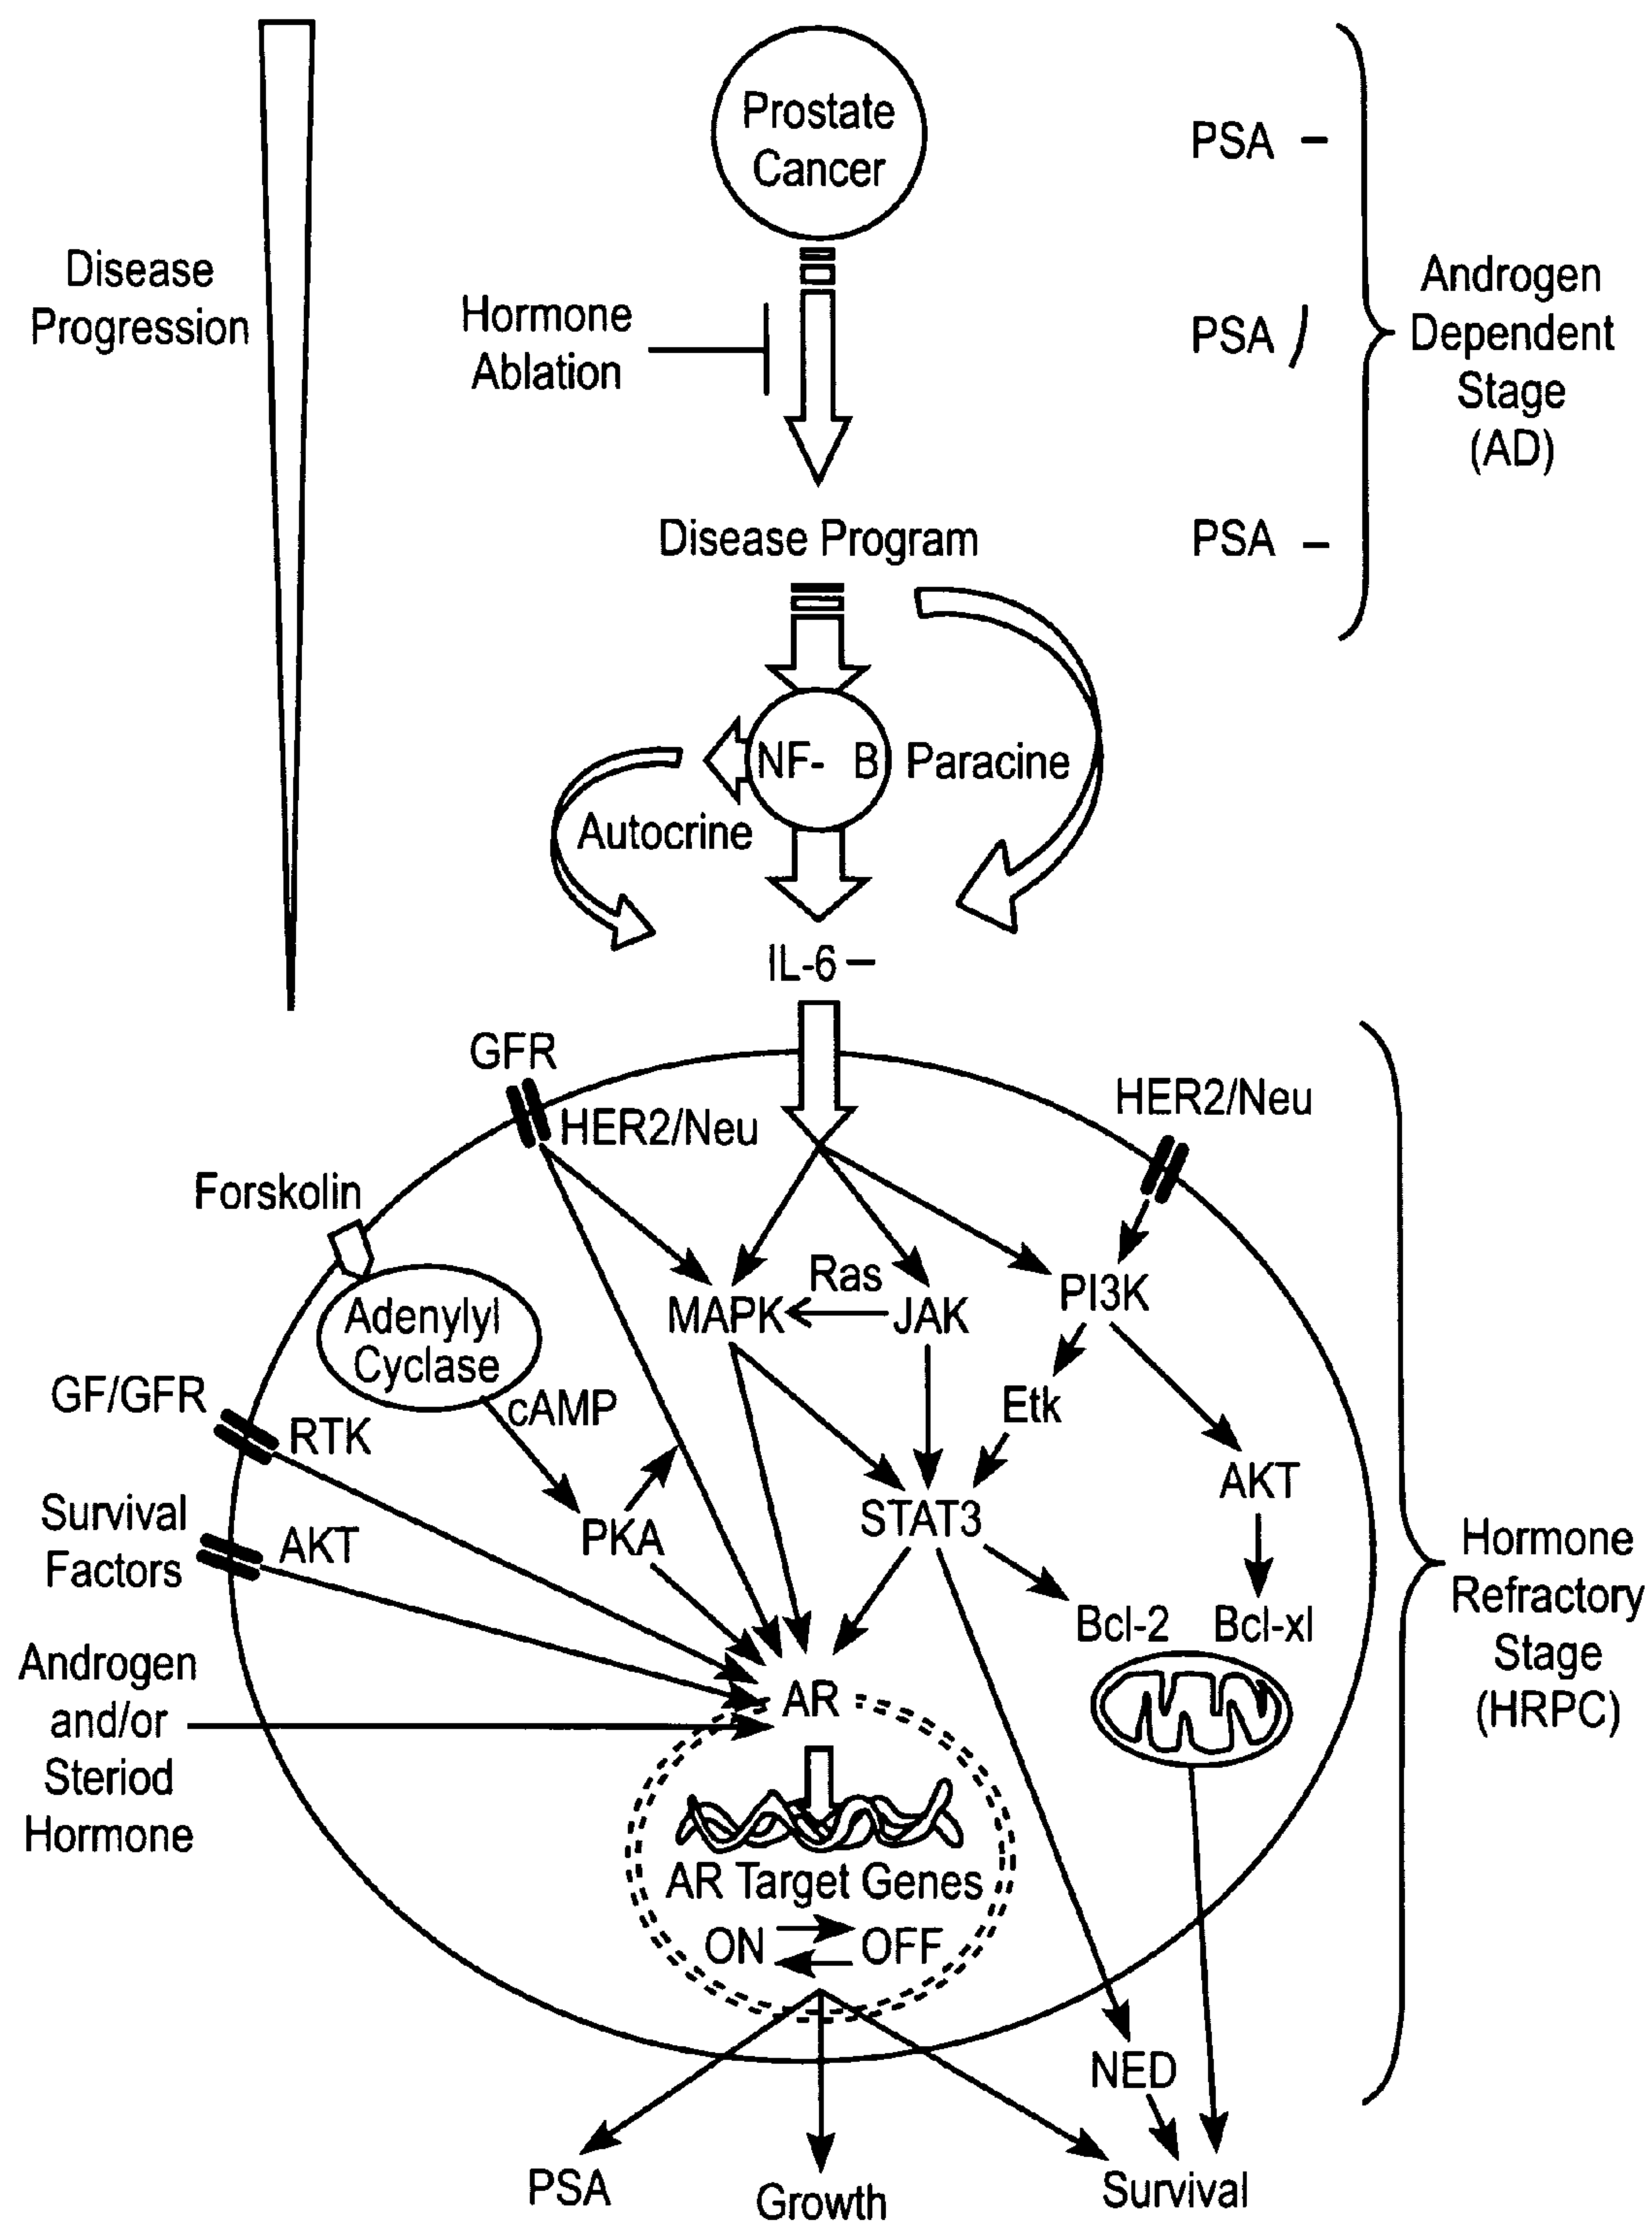 Prostate
Cancer
PSA –
Disease
Progression
Hormone
Ablation
PSA /
Androgen
Dependent
Stage
(AD)
Disease Program
PSA –
NF- B
Paracine
Autocrine
IL-6 –
GFR
HER2/Neu
HER2/Neu
Forskolin
Adenylyl
Cyclase
cAMP
MAPK
Ras
JAK
PI3K
GF/GFR
RTK
Etk
AKT
Survival
Factors
AKT
PKA
STAT3
Bcl-2
Bcl-xl
Hormone
Refractory
Stage
(HRPC)
Androgen
and/or
Steriod
Hormone
AR
AR Target Genes
ON
OFF
NED
PSA
Growth
Survival